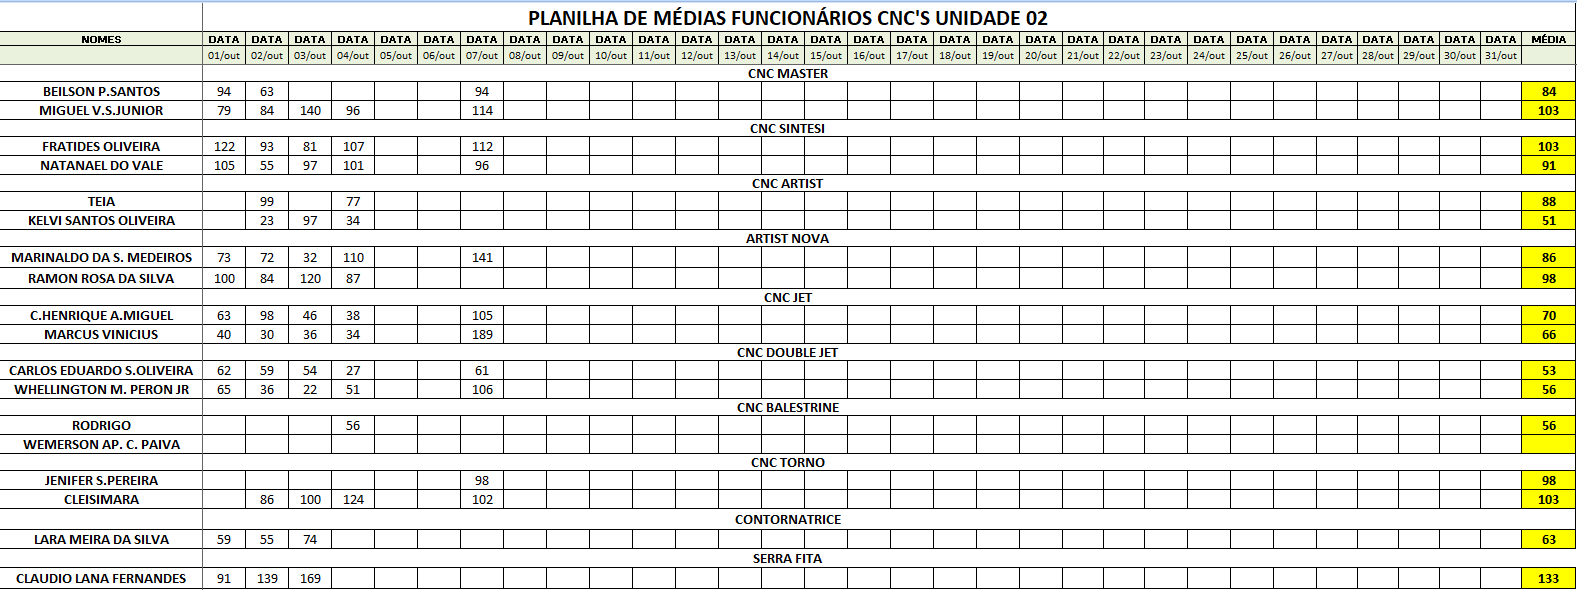 PLANILHA DE MÉDIAS FUNCIONÁRIOS CNC'S UNIDADE 02
NOMES DATA DATA DATA DATA DATA DATA DATA DATA DATA DATA DATA DATA DATA DATA DATA DATA DATA DATA DATA DATA DATA DATA DATA DATA DATA DATA DATA DATA DATA DATA DATA MÉDIA
01/out 02/out 03/out 04/out 05/out 06/out 07/out 08/out 09/out 10/out 11/out 12/out 13/out 14/out 15/out 16/out 17/out 18/out 19/out 20/out 21/out 22/out 23/out 24/out 25/out 26/out 27/out 28/out 29/out 30/out 31/out
CNC MASTER
BEILSON P.SANTOS 94 63 94 84
MIGUEL V.S.JUNIOR 79 84 140 96 114 103
CNC SINTESI
FRATIDES OLIVEIRA 122 93 81 107 112 103
NATANAEL DO VALE 105 55 97 101 96 91
CNC ARTIST
TEIA 99 77 88
KELVI SANTOS OLIVEIRA 23 97 34 51
ARTIST NOVA
MARINALDO DA S. MEDEIROS 73 72 32 110 141 86
RAMON ROSA DA SILVA 100 84 120 87 98
CNC JET
C.HENRIQUE A.MIGUEL 63 98 46 38 105 70
MARCUS VINICIUS 40 30 36 34 189 66
CNC DOUBLE JET
CARLOS EDUARDO S.OLIVEIRA 62 59 54 27 61 53
WHELLINGTON M. PERON JR 65 36 22 51 106 56
CNC BALESTRINE
RODRIGO 56 56
WEMERSON AP. C. PAIVA
CNC TORNO
JENIFER S.PEREIRA 98 98
CLEISIMARA 86 100 124 102 103
CONTORNATRICE
LARA MEIRA DA SILVA 59 55 74 63
SERRA FITA
CLAUDIO LANA FERNANDES 91 139 169 133